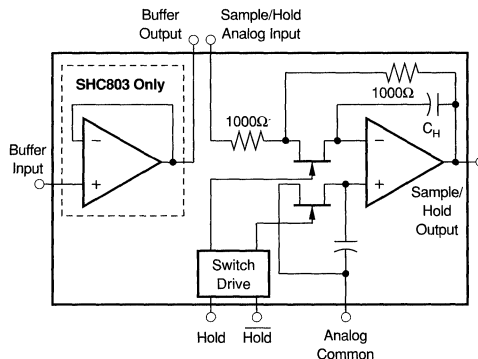 Buffer
Output
Sample/Hold
Analog Input
SHC803 Only
1000Ω
1000Ω
C_H
Buffer
Input
−
+
−
+
Sample/
Hold
Output
Switch
Drive
Hold
H̅o̅l̅d̅
Analog
Common